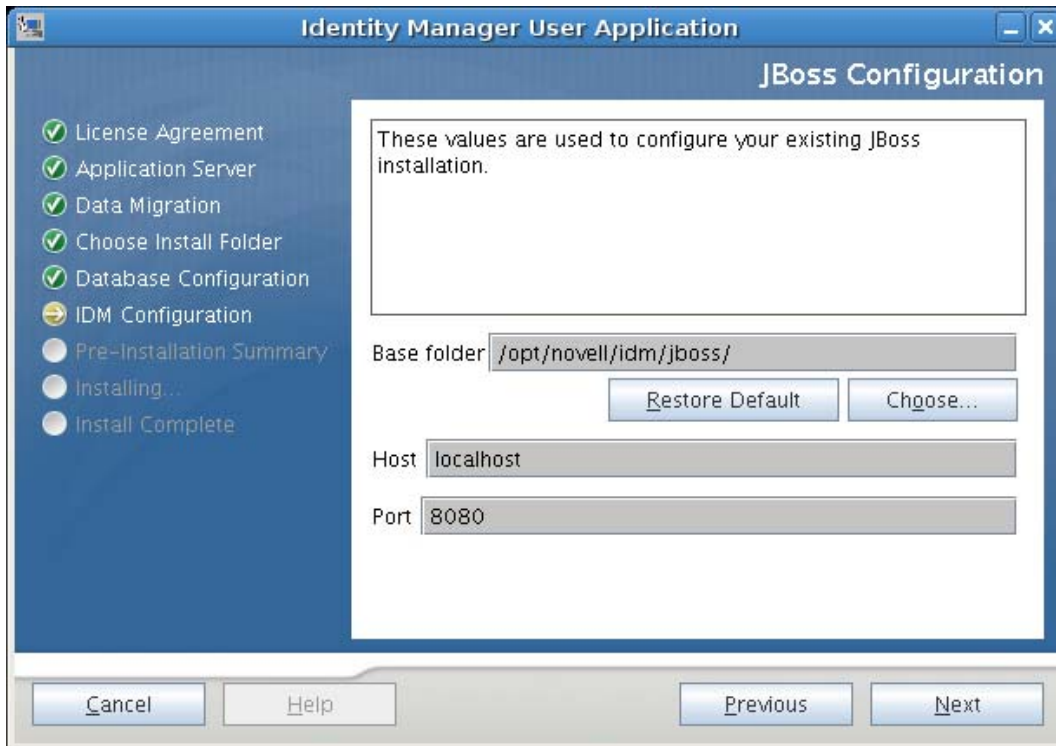 Identity Manager User Application
JBoss Configuration
License Agreement
Application Server
Data Migration
Choose Install Folder
Database Configuration
IDM Configuration
Pre-Installation Summary
Installing...
Install Complete
These values are used to configure your existing JBoss
installation.
Base folder /opt/novell/idm/jboss/
Restore Default Choose...
Host localhost
Port 8080
Cancel Help Previous Next